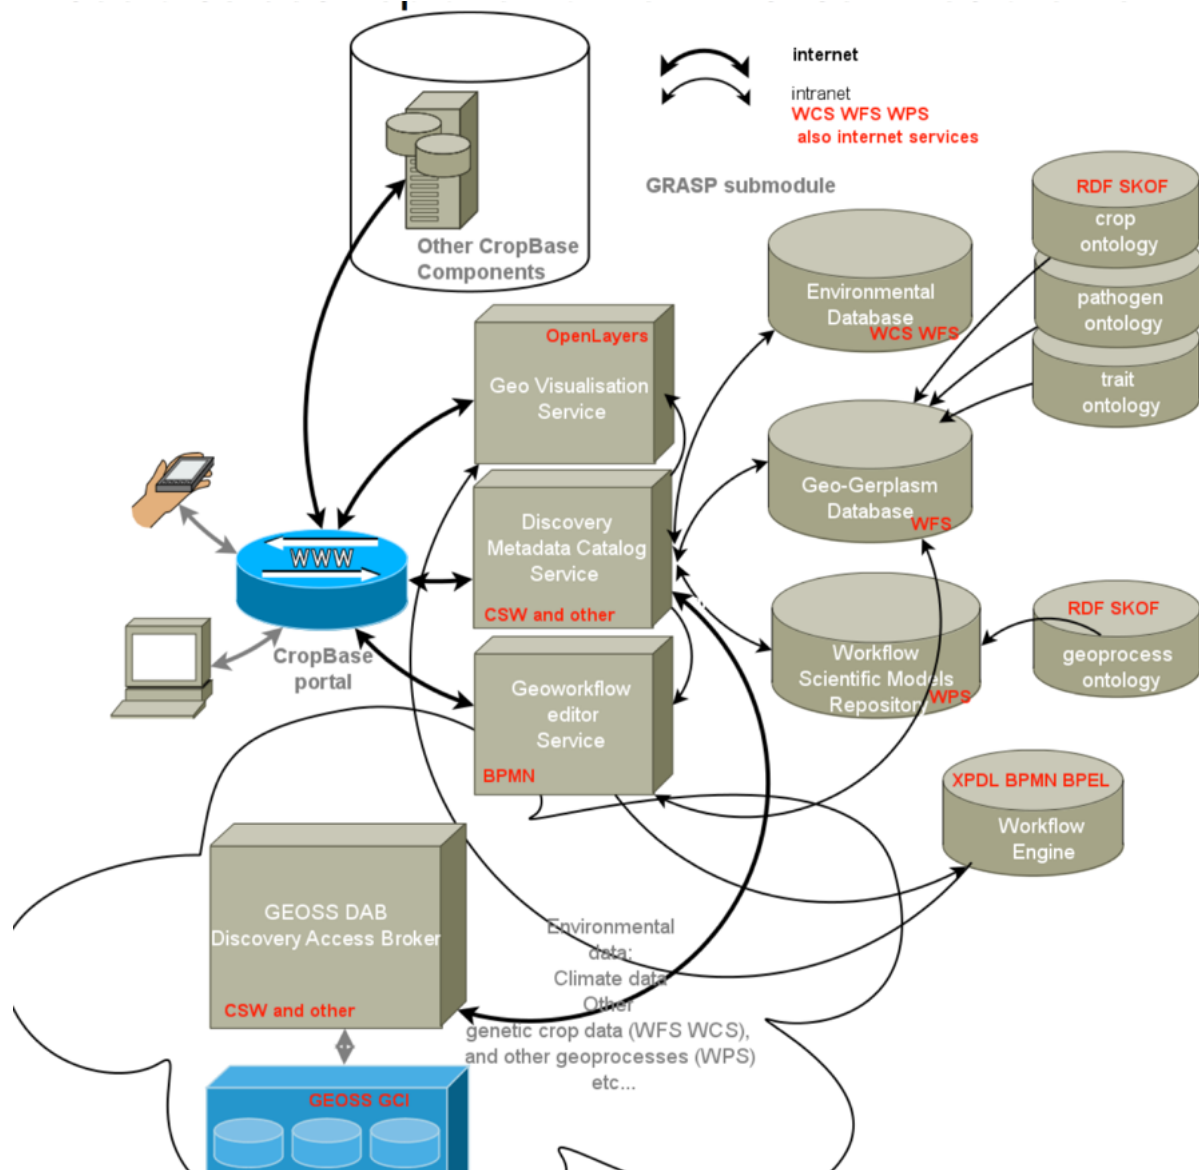 internet
intranet
WCS WFS WPS
also internet services
GRASP submodule
RDF SKOF
crop
ontology
pathogen
ontology
trait
ontology
Other CropBase
Components
Environmental
Database
WCS WFS
OpenLayers
Geo Visualisation
Service
Geo-Gerplasm
Database
WFS
Discovery
Metadata Catalog
Service
CSW and other
WWW
CropBase
portal
RDF SKOF
geoprocess
ontology
Workflow
Scientific Models
Repository
WPS
Geoworkflow
editor
Service
BPMN
XPDL BPMN BPEL
Workflow
Engine
GEOSS DAB
Discovery Access Broker
CSW and other
Environmental
data:
Climate data
Other
genetic crop data (WFS WCS),
and other geoprocesses (WPS)
etc...
GEOSS GCI